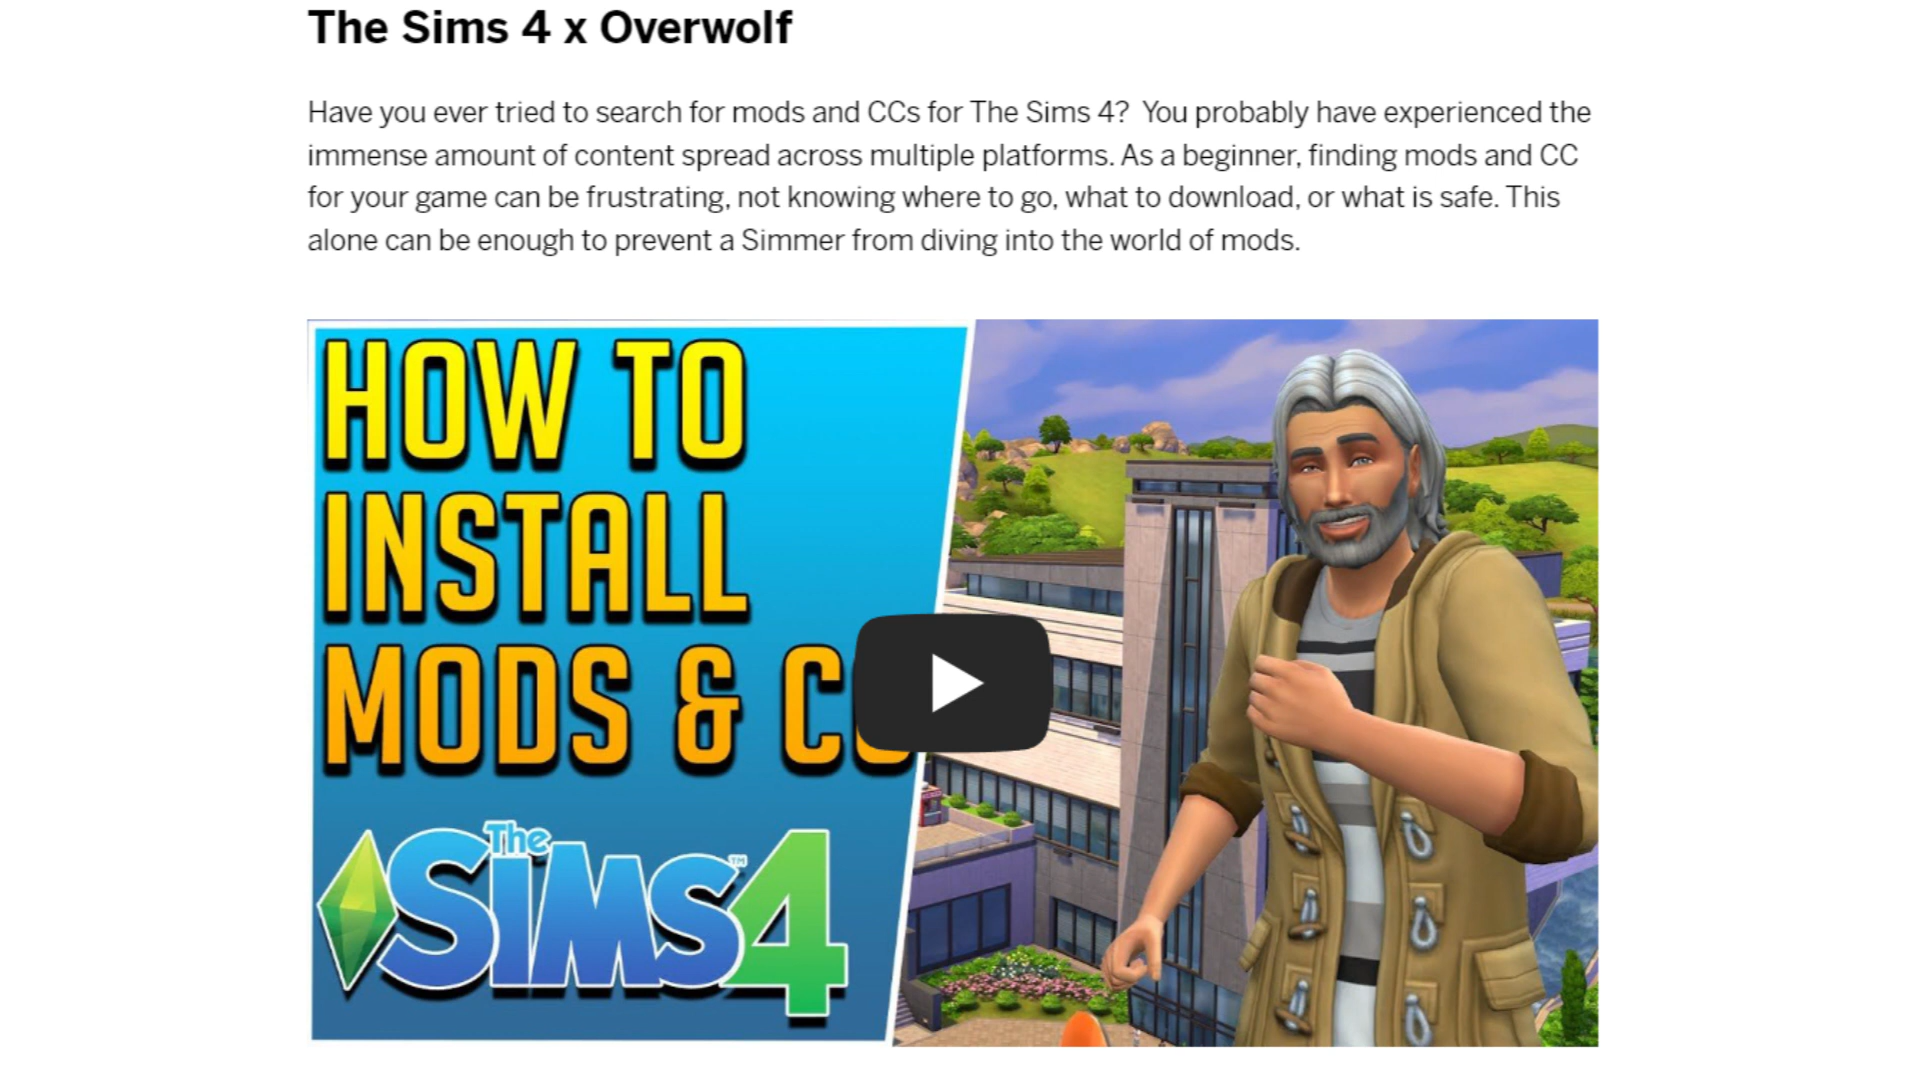 The Sims 4 x Overwolf
Have you ever tried to search for mods and CCs for The Sims 4?  You probably have experienced the
immense amount of content spread across multiple platforms. As a beginner, finding mods and CC
for your game can be frustrating, not knowing where to go, what to download, or what is safe. This
alone can be enough to prevent a Simmer from diving into the world of mods.
HOW TO
INSTALL
MODS & CC
The SIMS™ 4